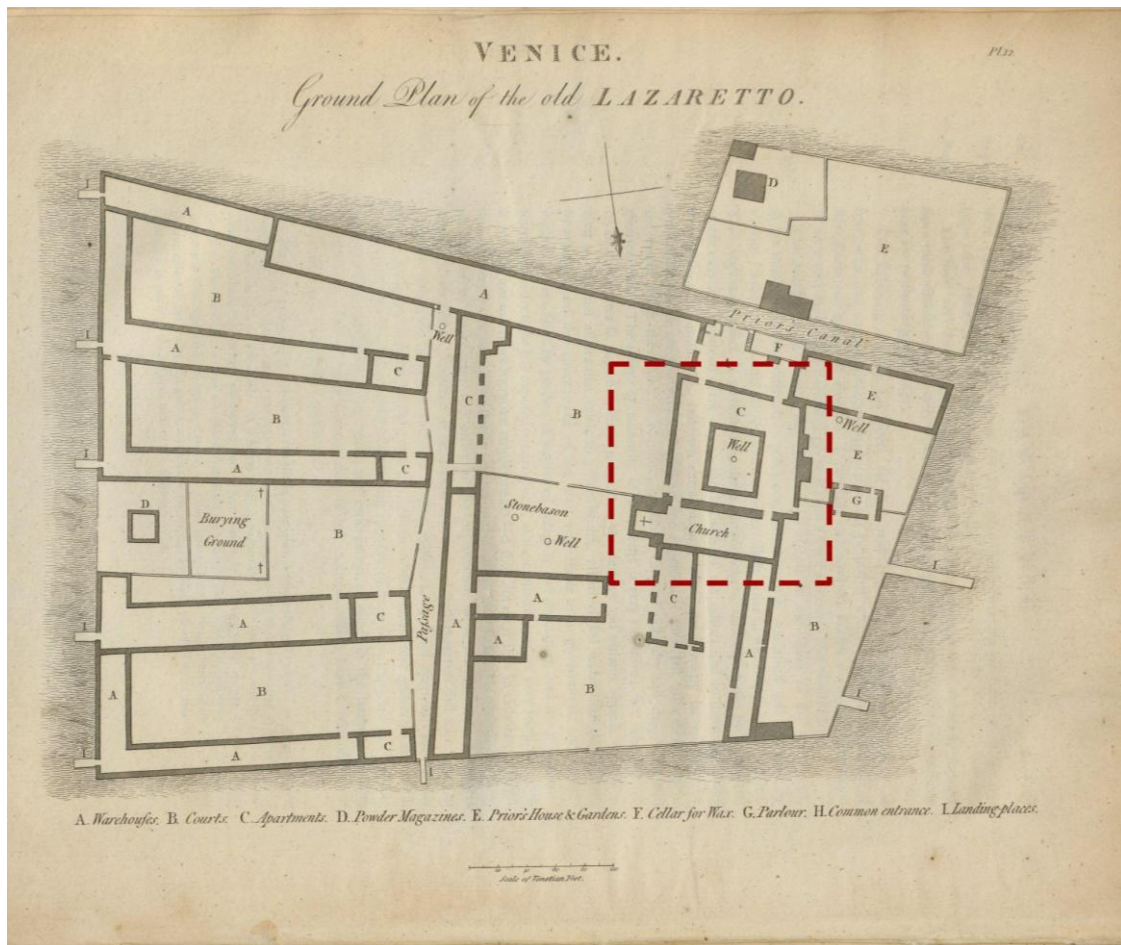 VENICE.
Pl.12.
Ground Plan of the old LAZARETTO.
I
A
D
E
B
A
Prior's Canal
Well
F
I
A
C
C
B
C
E
B
Well
Well
E
I
A
C
G
D
Burying
Ground
B
Stonebason
Well
Church
I
A
C
B
I
A
C
Passage
A
A
A
B
A
B
B
A
I
I
A
C
I
A. Warehouses. B. Courts. C. Apartments. D. Powder Magazines. E. Prior's House & Gardens. F. Cellar for Wax. G. Parlour. H. Common entrance. I. Landing-places.
Scale of Venetian Feet.